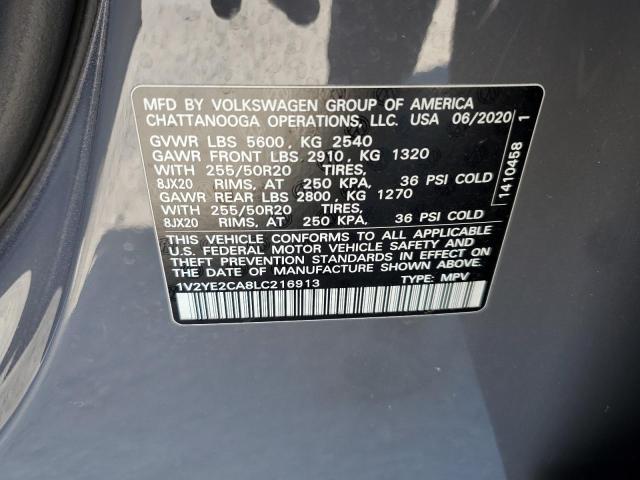 MFD BY VOLKSWAGEN GROUP OF AMERICA
CHATTANOOGA OPERATIONS, LLC. USA 06/2020
GVWR LBS 5600, KG 2540
GAWR FRONT LBS 2910, KG 1320
WITH 255/50R20 TIRES,
8JX20 RIMS, AT 250 KPA, 36 PSI COLD
GAWR REAR LBS 2800, KG 1270
WITH 255/50R20 TIRES,
8JX20 RIMS, AT 250 KPA, 36 PSI COLD
THIS VEHICLE CONFORMS TO ALL APPLICABLE
U.S. FEDERAL MOTOR VEHICLE SAFETY AND
THEFT PREVENTION STANDARDS IN EFFECT ON
THE DATE OF MANUFACTURE SHOWN ABOVE.
1V2YE2CA8LC216913 TYPE: MPV
1410458 1